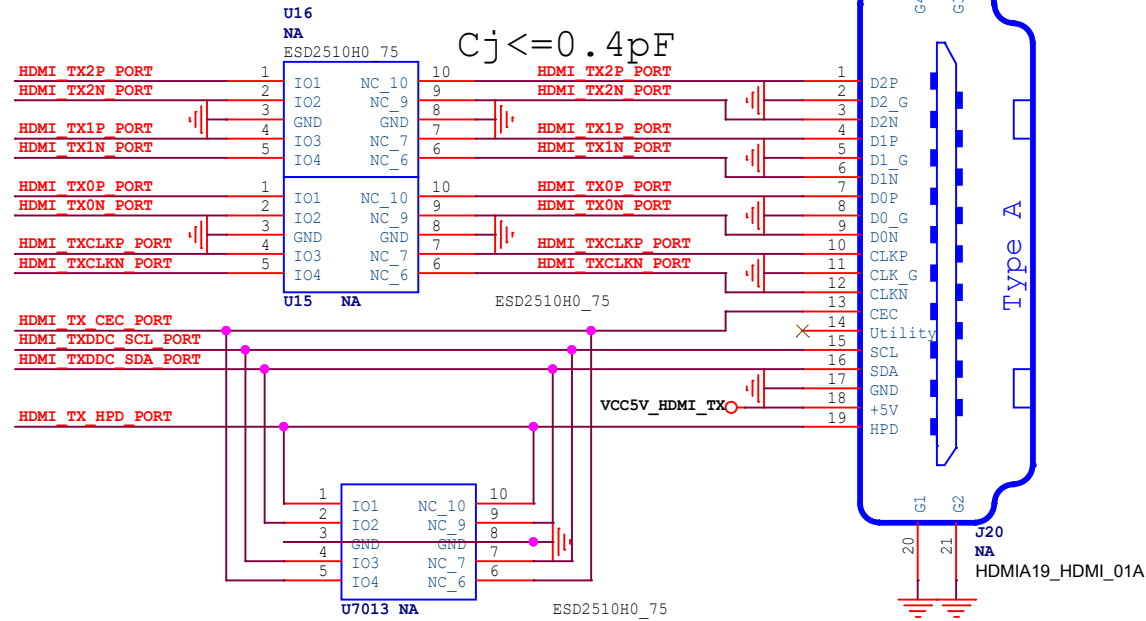 U16
NA
ESD2510H0_75
Cj<=0.4pF
G4 G3
HDMI_TX2P_PORT 1 IO1 NC_10 10 HDMI_TX2P_PORT 1 D2P
HDMI_TX2N_PORT 2 IO2 NC_9 9 HDMI_TX2N_PORT 2 D2_G
3 GND GND 8 3 D2N
HDMI_TX1P_PORT 4 IO3 NC_7 7 HDMI_TX1P_PORT 4 D1P
HDMI_TX1N_PORT 5 IO4 NC_6 6 HDMI_TX1N_PORT 5 D1_G
6 D1N
HDMI_TX0P_PORT 1 IO1 NC_10 10 HDMI_TX0P_PORT 7 D0P
HDMI_TX0N_PORT 2 IO2 NC_9 9 HDMI_TX0N_PORT 8 D0_G
3 GND GND 8 9 D0N
HDMI_TXCLKP_PORT 4 IO3 NC_7 7 HDMI_TXCLKP_PORT 10 CLKP
HDMI_TXCLKN_PORT 5 IO4 NC_6 6 HDMI_TXCLKN_PORT 11 CLK_G
12 CLKN
U15 NA ESD2510H0_75
13 CEC
HDMI_TX_CEC_PORT 14 Utility
HDMI_TXDDC_SCL_PORT 15 SCL
HDMI_TXDDC_SDA_PORT 16 SDA
17 GND
VCC5V_HDMI_TX 18 +5V
HDMI_TX_HPD_PORT 19 HPD
Type A
1 IO1 NC_10 10
2 IO2 NC_9 9
3 GND GND 8
4 IO3 NC_7 7
5 IO4 NC_6 6
U7013 NA ESD2510H0_75
G1 G2
20 21
J20
NA
HDMIA19_HDMI_01A